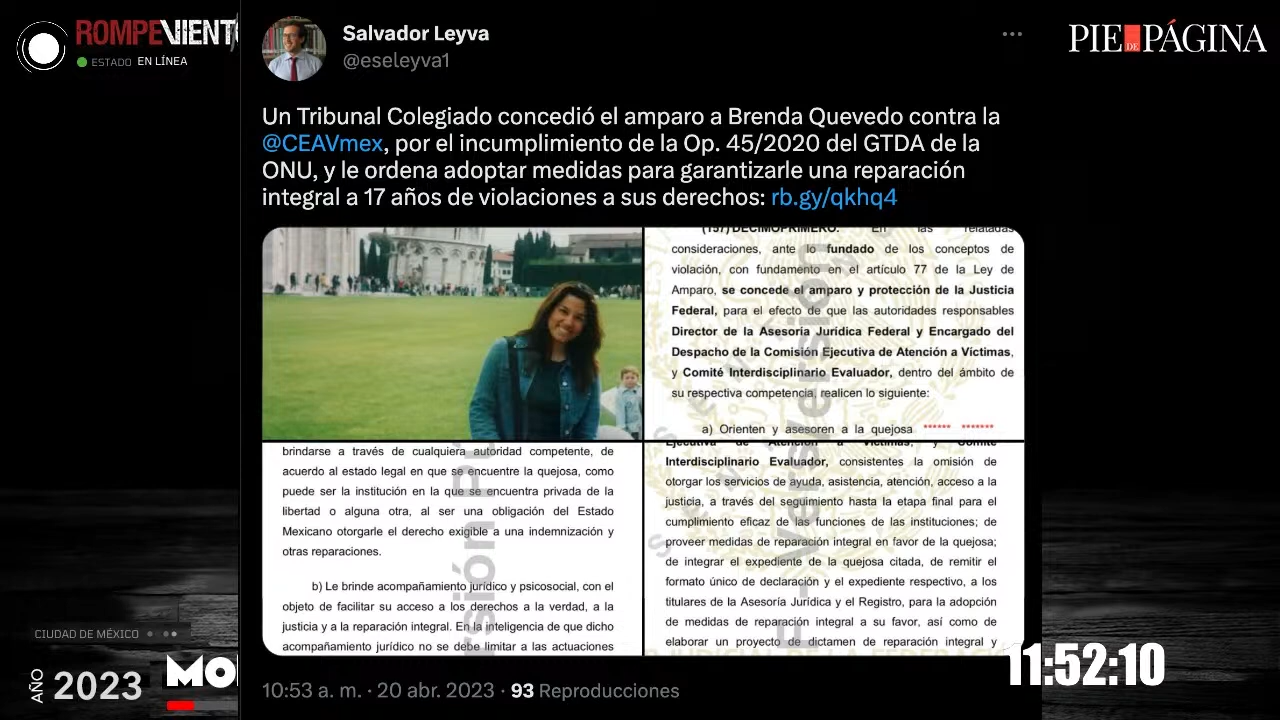 ROMPEVIENT
ESTADO EN LÍNEA
Salvador Leyva
@eseleyva1
PIE DE PÁGINA
Un Tribunal Colegiado concedió el amparo a Brenda Quevedo contra la
@CEAVmex, por el incumplimiento de la Op. 45/2020 del GTDA de la
ONU, y le ordena adoptar medidas para garantizarle una reparación
integral a 17 años de violaciones a sus derechos: rb.gy/qkhq4
(157) DECIMOPRIMERO. En las relatadas
consideraciones, ante lo fundado de los conceptos de
violación, con fundamento en el artículo 77 de la Ley de
Amparo, se concede el amparo y protección de la Justicia
Federal, para el efecto de que las autoridades responsables
Director de la Asesoría Jurídica Federal y Encargado del
Despacho de la Comisión Ejecutiva de Atención a Víctimas,
y Comité Interdisciplinario Evaluador, dentro del ámbito de
su respectiva competencia, realicen lo siguiente:
a) Orienten y asesoren a la quejosa ****** *******
brindarse a través de cualquiera autoridad competente, de
acuerdo al estado legal en que se encuentre la quejosa, como
puede ser la institución en la que se encuentra privada de la
libertad o alguna otra, al ser una obligación del Estado
Mexicano otorgarle el derecho exigible a una indemnización y
otras reparaciones.
b) Le brinde acompañamiento jurídico y psicosocial, con el
objeto de facilitar su acceso a los derechos a la verdad, a la
justicia y a la reparación integral. En la inteligencia de que dicho
acompañamiento jurídico no se debe limitar a las actuaciones
Ejecutiva de Atención a Víctimas, y Comité
Interdisciplinario Evaluador, consistentes la omisión de
otorgar los servicios de ayuda, asistencia, atención, acceso a la
justicia, a través del seguimiento hasta la etapa final para el
cumplimiento eficaz de las funciones de las instituciones; de
proveer medidas de reparación integral en favor de la quejosa;
de integrar el expediente de la quejosa citada, de remitir el
formato único de declaración y el expediente respectivo, a los
titulares de la Asesoría Jurídica y el Registro, para la adopción
de medidas de reparación integral a su favor, así como de
elaborar un proyecto de dictamen de reparación integral y
CIUDAD DE MÉXICO
AÑO 2023
MO
11:52:10
10:53 a. m. · 20 abr. 2023 · 93 Reproducciones